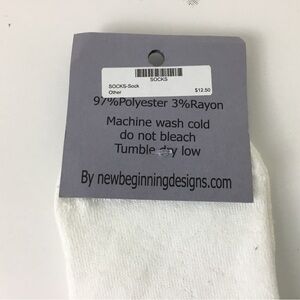 SOCKS
SOCKS-Sock
Other
$12.50
97%Polyester 3%Rayon
Machine wash cold
do not bleach
Tumble dry low
By newbeginningdesigns.com